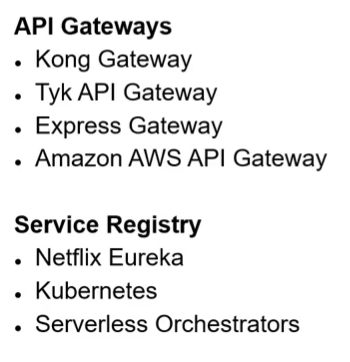 API Gateways
• Kong Gateway
• Tyk API Gateway
• Express Gateway
• Amazon AWS API Gateway
Service Registry
• Netflix Eureka
• Kubernetes
• Serverless Orchestrators